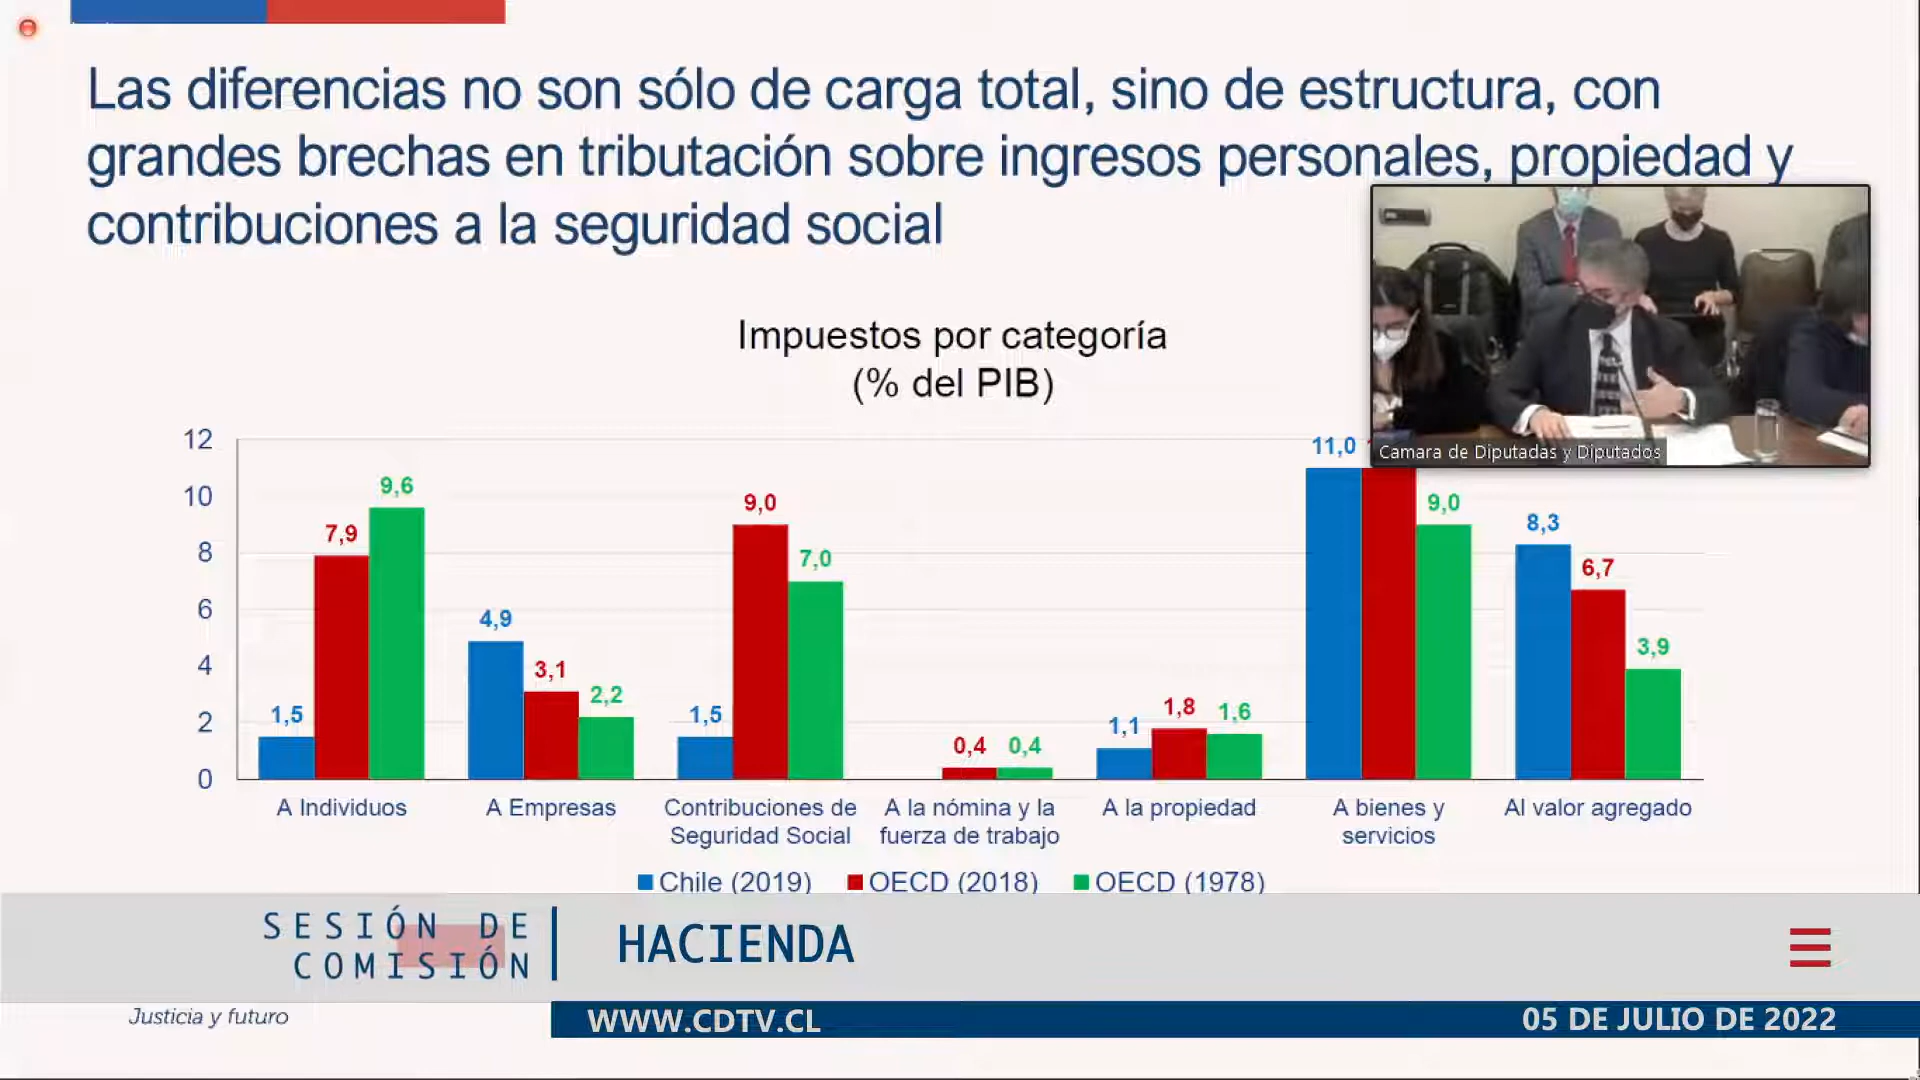 Las diferencias no son sólo de carga total, sino de estructura, con
grandes brechas en tributación sobre ingresos personales, propiedad y
contribuciones a la seguridad social
Impuestos por categoría
(% del PIB)
Camara de Diputadas y Diputados
12
10
8
6
4
2
0
1,5
7,9
9,6
4,9
3,1
2,2
1,5
9,0
7,0
0,4
0,4
1,1
1,8
1,6
11,0
9,0
8,3
6,7
3,9
A Individuos
A Empresas
Contribuciones de
Seguridad Social
A la nómina y la
fuerza de trabajo
A la propiedad
A bienes y
servicios
Al valor agregado
Chile (2019)
OECD (2018)
OECD (1978)
SESIÓN DE
COMISIÓN
HACIENDA
Justicia y futuro
WWW.CDTV.CL
05 DE JULIO DE 2022